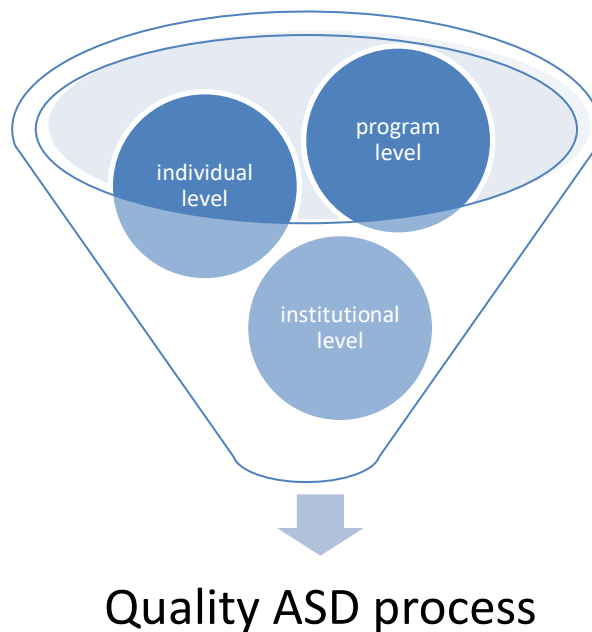 program
level
individual
level
institutional
level
Quality ASD process